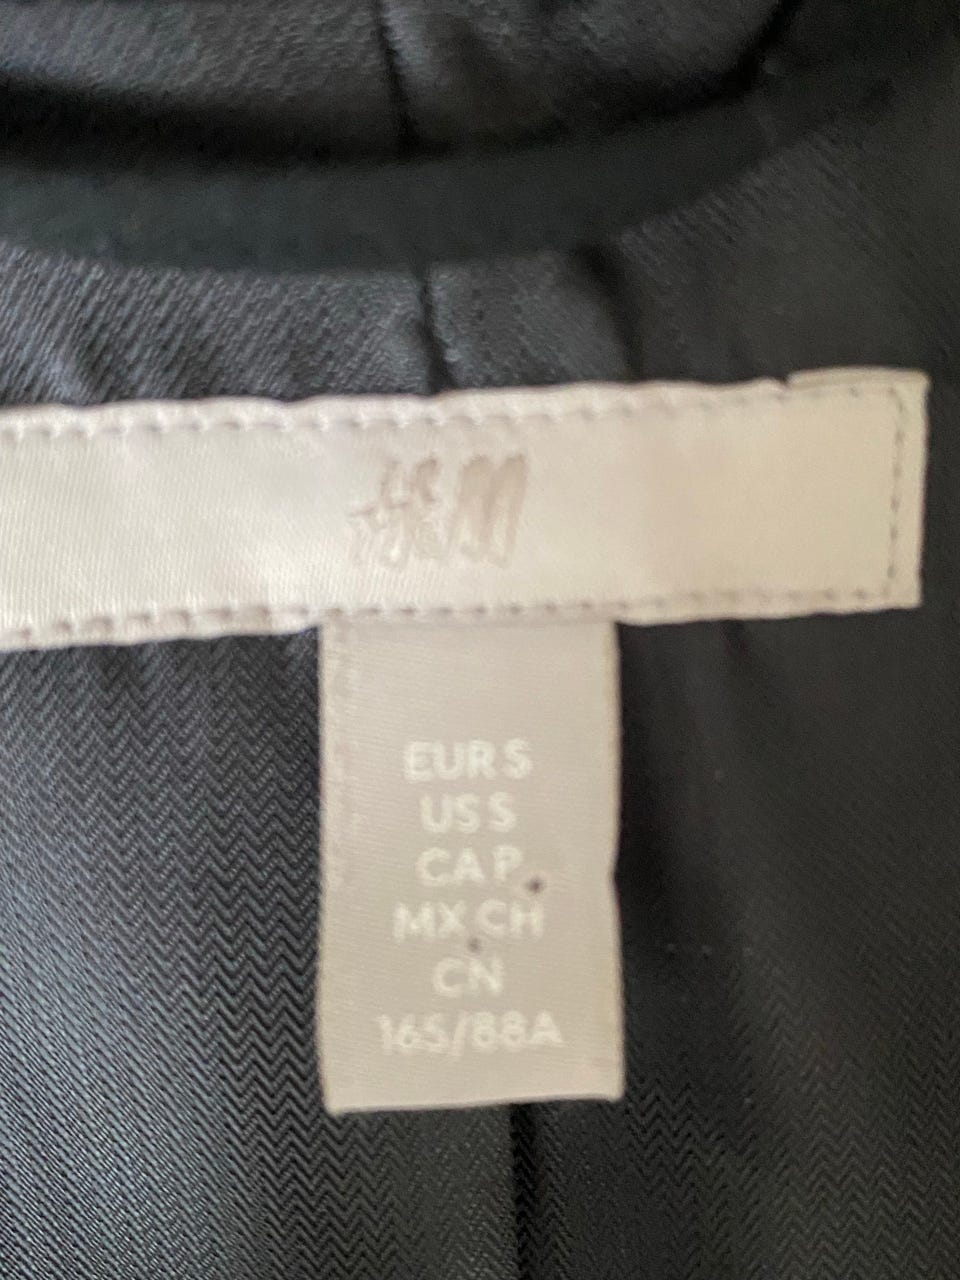 H&M
EUR S
US S
CA P
MX CH
CN
165/88A